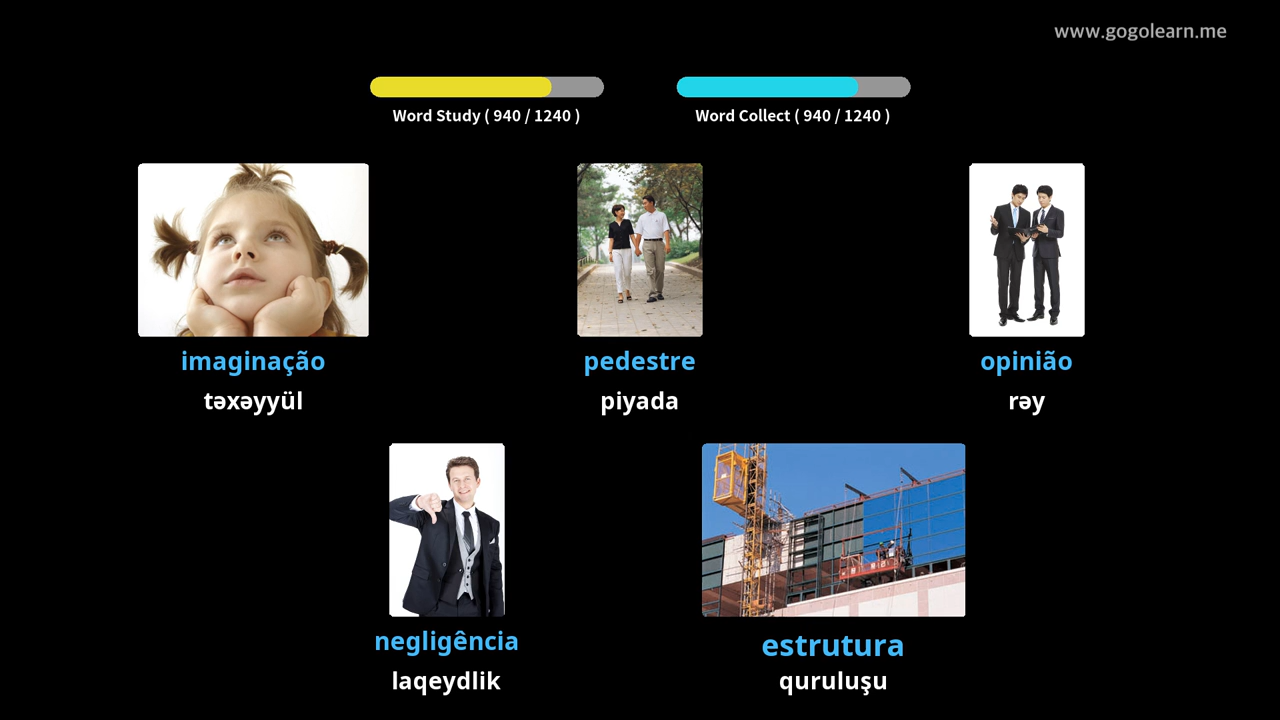 www.gogolearn.me
Word Study ( 940 / 1240 )
Word Collect ( 940 / 1240 )
imaginação
təxəyyül
pedestre
piyada
opinião
rəy
negligência
laqeydlik
estrutura
quruluşu